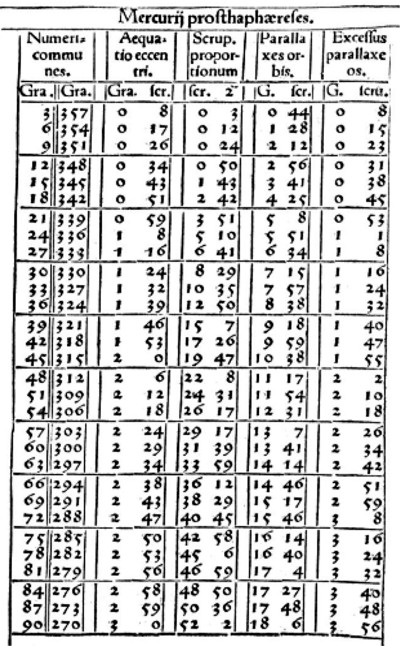 Mercurij proſthaphæreſes.
Numeri Aequa- Scrup. Paralla Exceſſus
commu tio eccen propor- xes or- parallaxe
nes. tri. tionum bis. os.
Gra. Gra. Gra. ſcr. ſcr. 2̃ G. ſcr. G. ſcru.
3 357 0 8 0 3 0 44 0 8
6 354 0 17 0 12 1 28 0 15
9 351 0 26 0 24 2 12 0 23
12 348 0 34 0 50 2 56 0 31
15 345 0 43 1 43 3 41 0 38
18 342 0 51 2 42 4 25 0 45
21 339 0 59 3 51 5 8 0 53
24 336 1 8 5 10 5 51 1 1
27 333 1 16 6 41 6 34 1 8
30 330 1 24 8 29 7 15 1 16
33 327 1 32 10 35 7 57 1 24
36 324 1 39 12 50 8 38 1 32
39 321 1 46 15 7 9 18 1 40
42 318 1 53 17 26 9 59 1 47
45 315 2 0 19 47 10 38 1 55
48 312 2 6 22 8 11 17 2 2
51 309 2 12 24 31 11 54 2 10
54 306 2 18 26 17 12 31 2 18
57 303 2 24 29 17 13 7 2 26
60 300 2 29 31 39 13 41 2 34
63 297 2 34 33 59 14 14 2 42
66 294 2 38 36 12 14 46 2 51
69 291 2 43 38 29 15 17 2 59
72 288 2 47 40 45 15 46 3 8
75 285 2 50 42 58 16 14 3 16
78 282 2 53 45 6 16 40 3 24
81 279 2 56 46 59 17 4 3 32
84 276 2 58 48 50 17 27 3 40
87 273 2 59 50 36 17 48 3 48
90 270 3 0 52 2 18 6 3 56